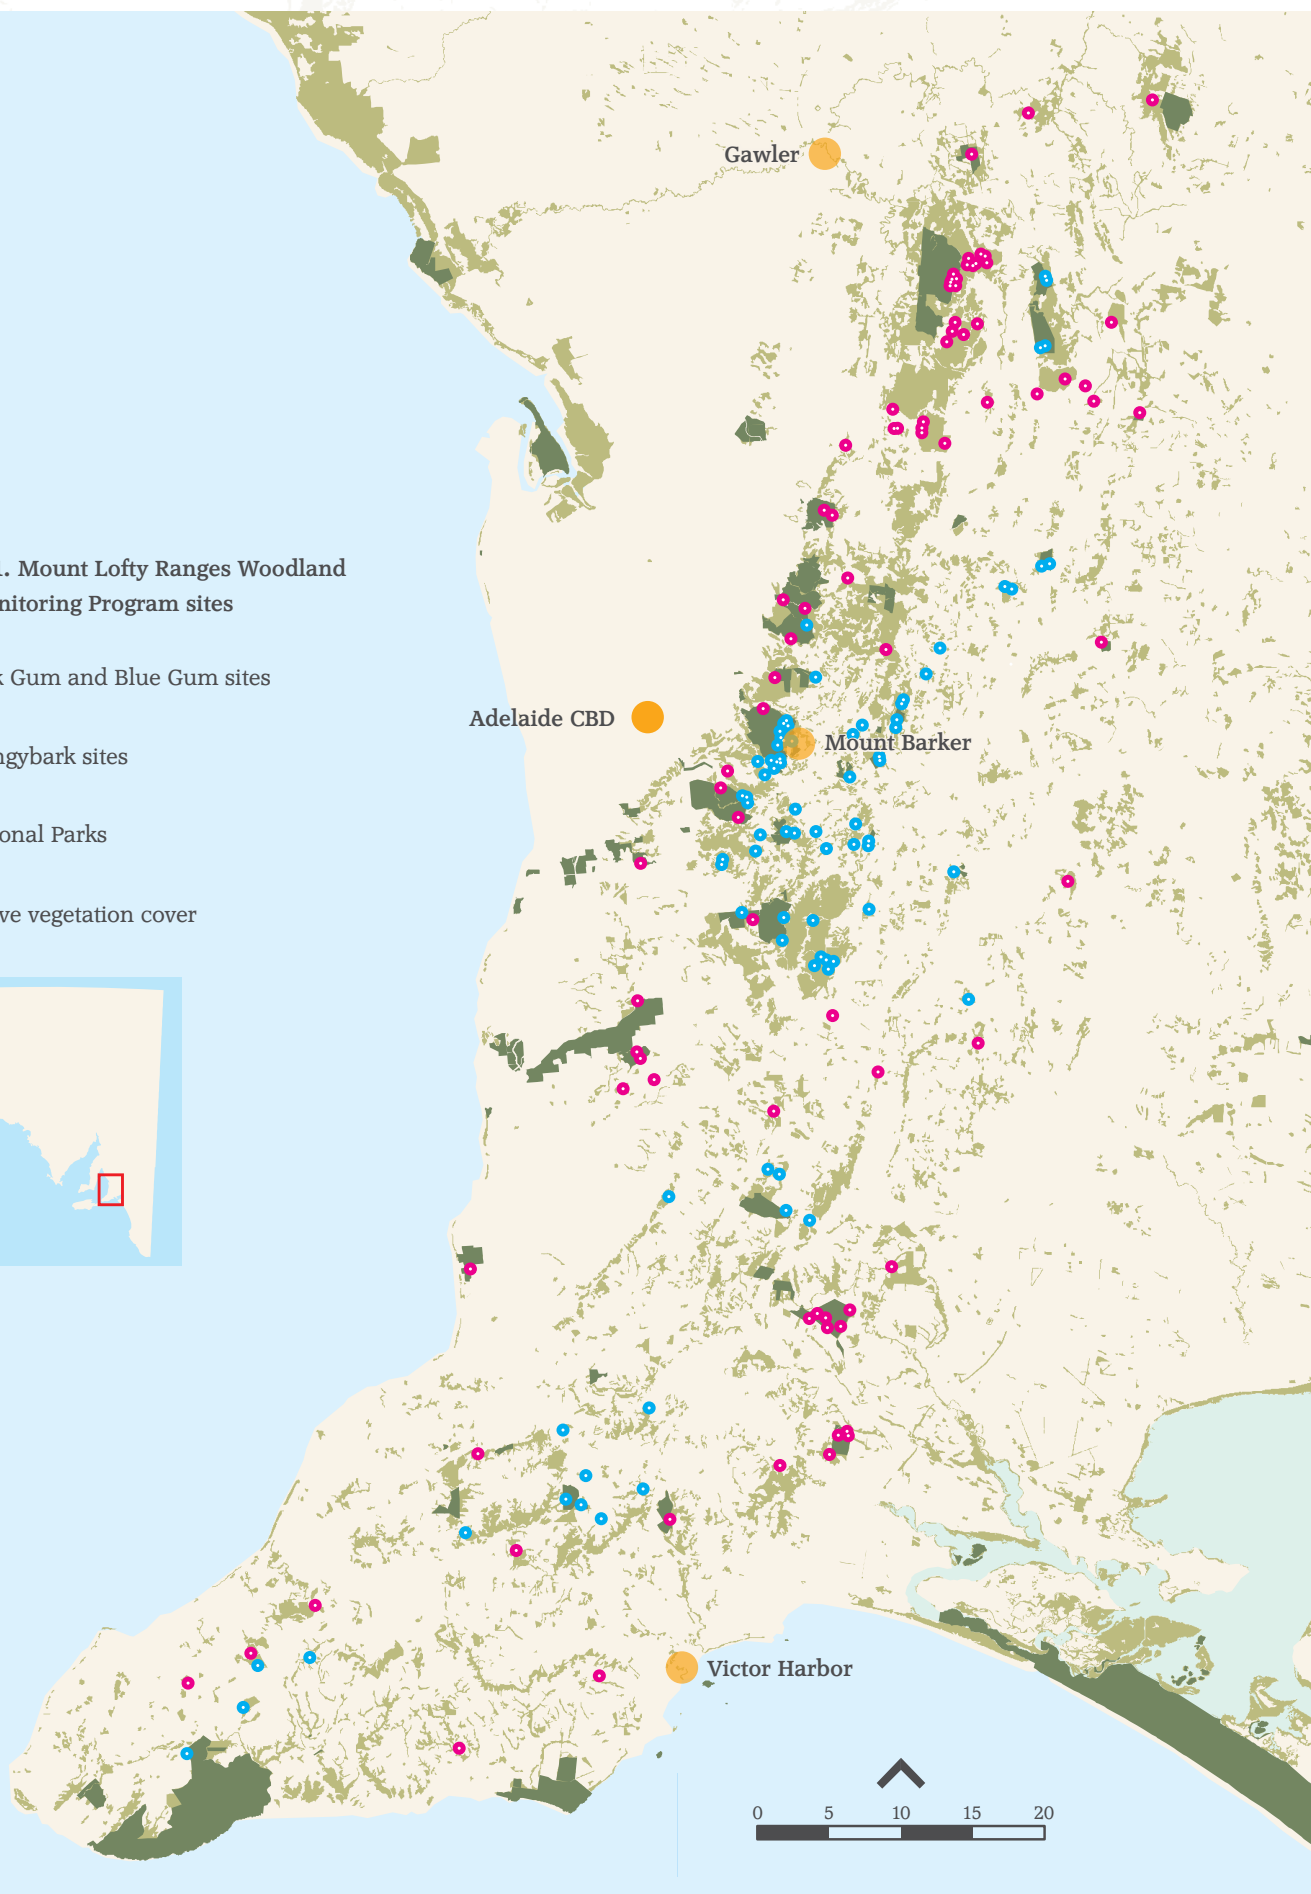 Gawler
. Mount Lofty Ranges Woodland
nitoring Program sites
Gum and Blue Gum sites
Adelaide CBD
Mount Barker
ngybark sites
onal Parks
ve vegetation cover
Victor Harbor
0 5 10 15 20